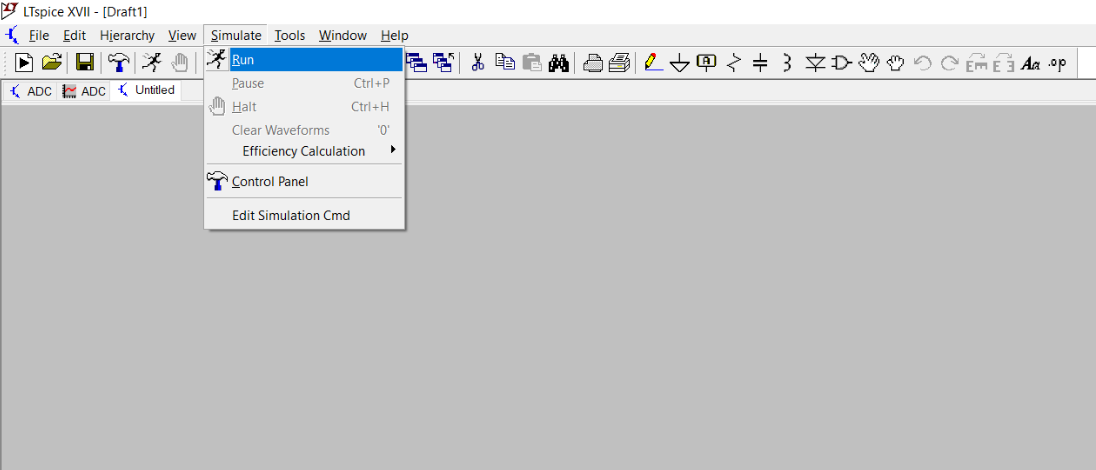 LTspice XVII - [Draft1]
File Edit Hierarchy View Simulate Tools Window Help
Aa .op
ADC ADC Untitled
Run
Pause Ctrl+P
Halt Ctrl+H
Clear Waveforms '0'
Efficiency Calculation
Control Panel
Edit Simulation Cmd